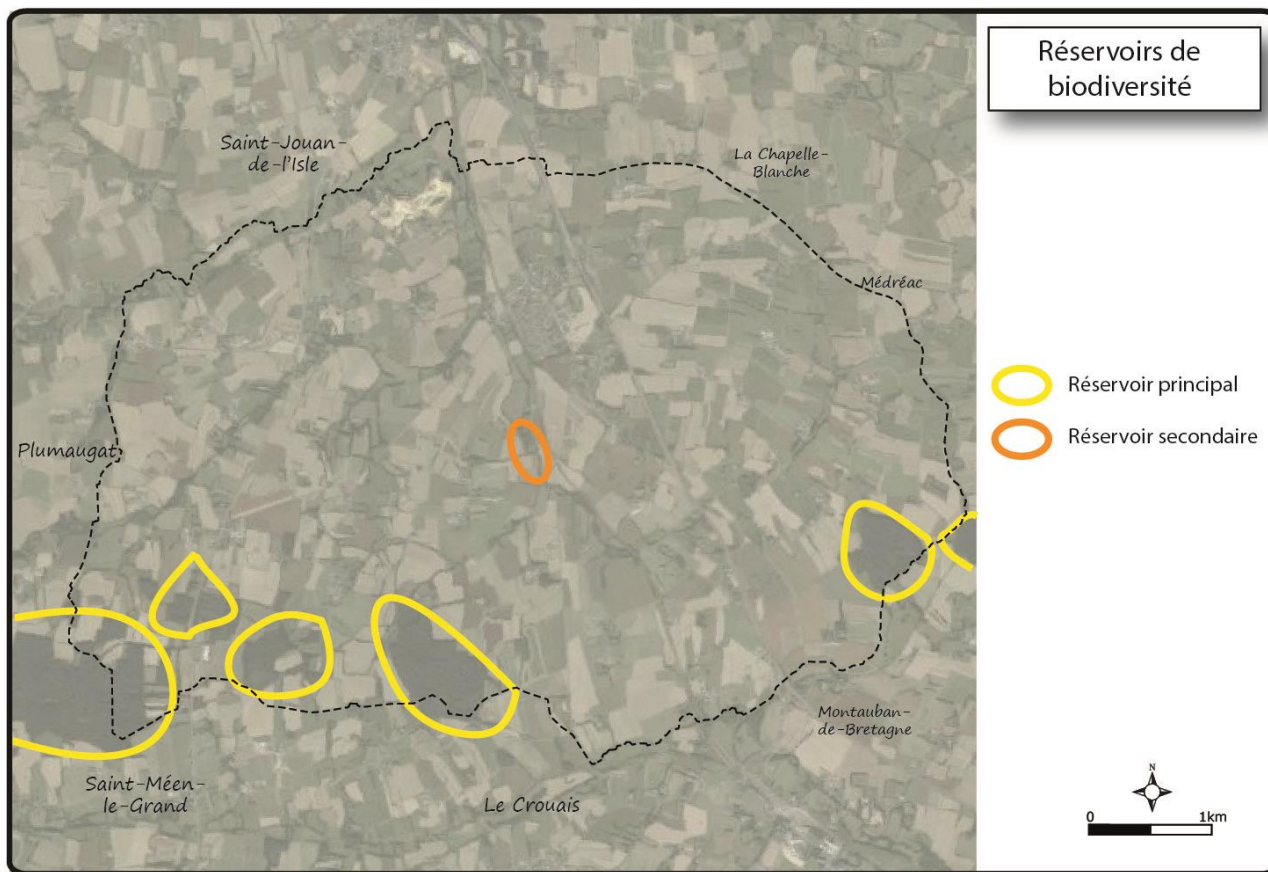 Réservoirs de
biodiversité
Saint-Jouan-
de-l'Isle
La Chapelle-
Blanche
Médréac
Réservoir principal
Réservoir secondaire
Plumaugat
Montauban-
de-Bretagne
Saint-Méen-
le-Grand
Le Crouais
N
0 1km